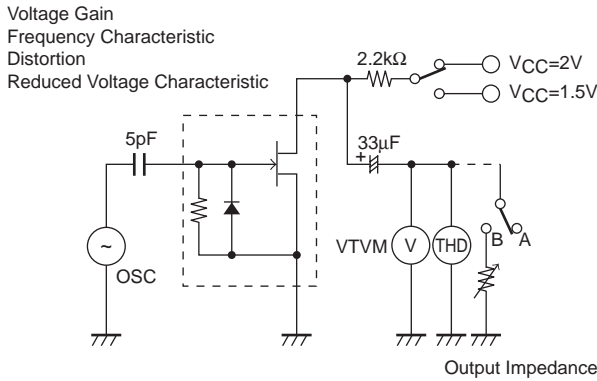 Voltage Gain
Frequency Characteristic
Distortion
Reduced Voltage Characteristic
2.2kΩ
VCC=2V
VCC=1.5V
5pF
33μF
+
~
OSC
VTVM
V
THD
B
A
Output Impedance